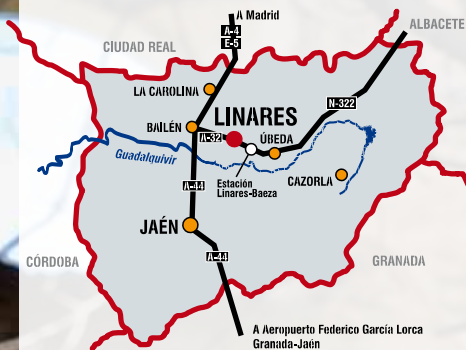 A Madrid
A-4
E-5
ALBACETE
CIUDAD REAL
LA CAROLINA
LINARES
N-322
BAILÉN
A-32
ÚBEDA
Guadalquivir
Estación
Linares-Baeza
CAZORLA
A-44
JAÉN
A-44
CÓRDOBA
GRANADA
A Aeropuerto Federico García Lorca
Granada-Jaén